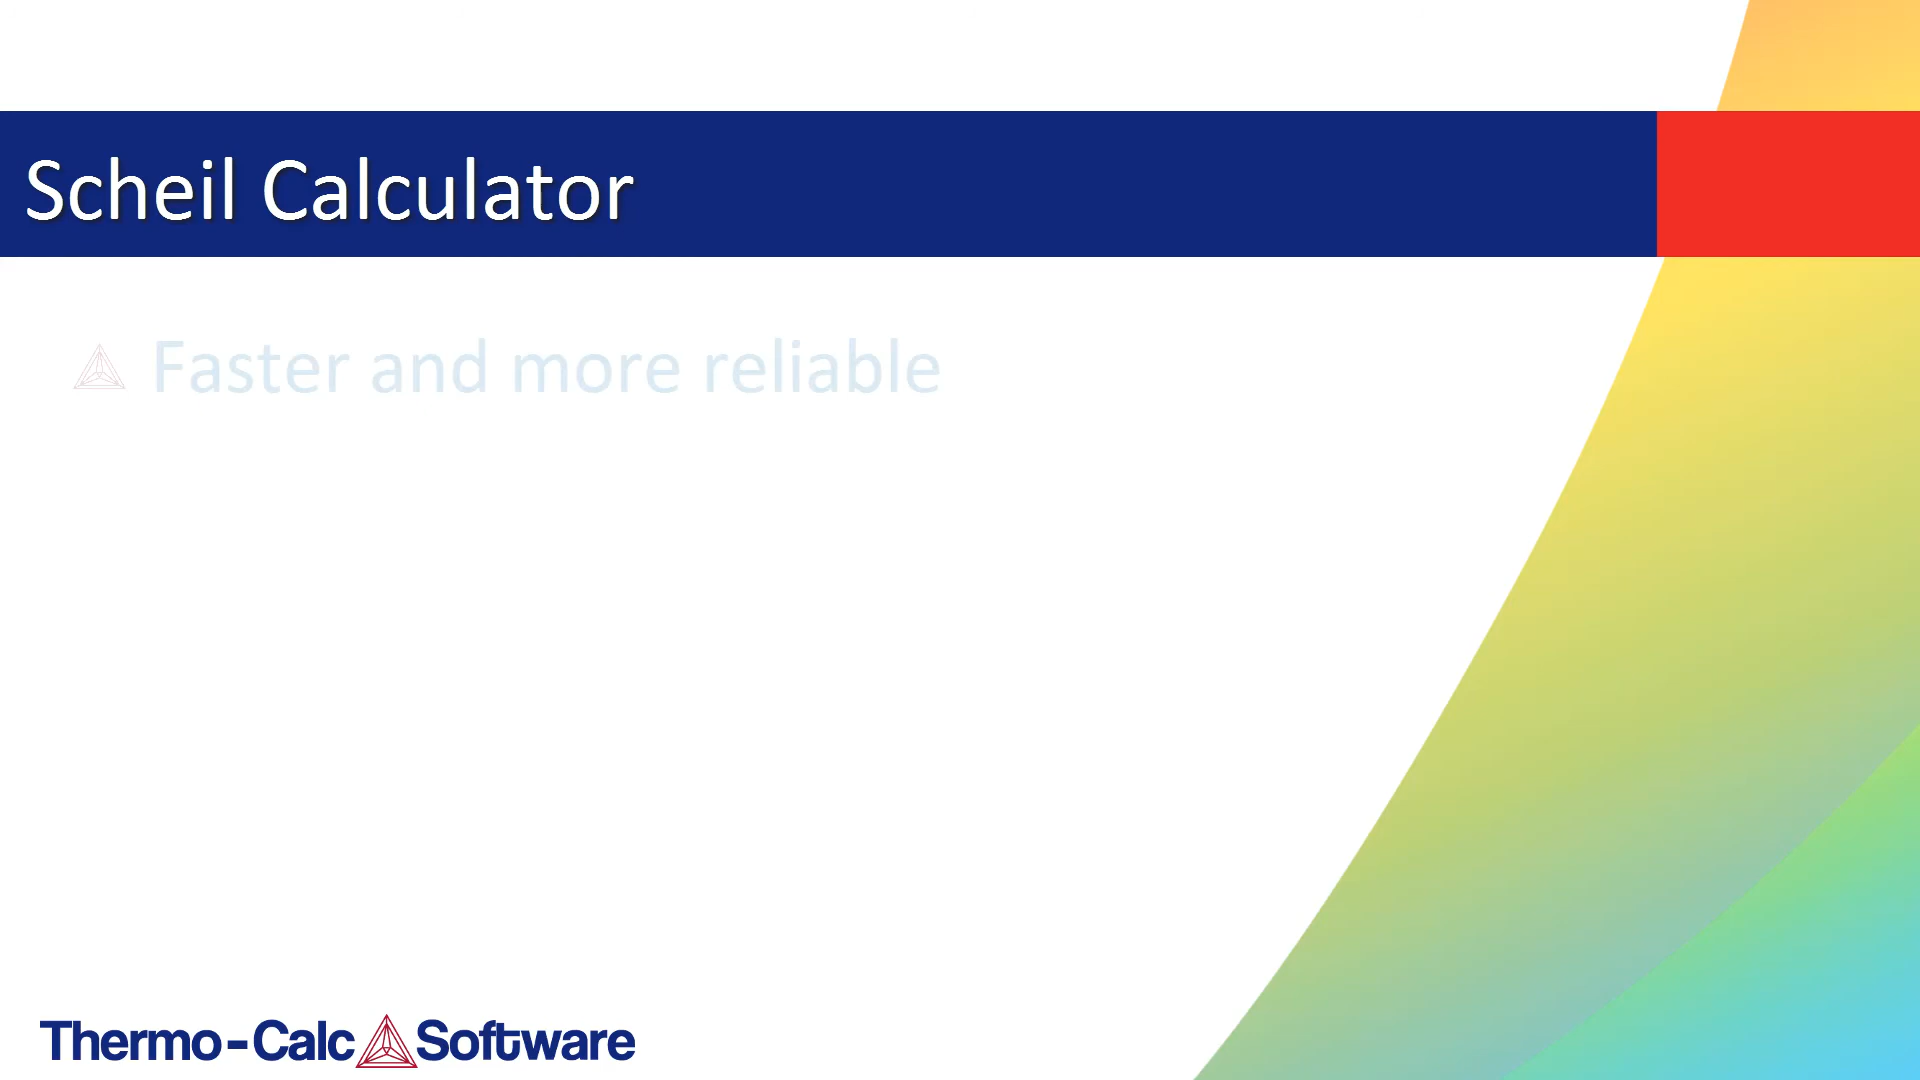 Scheil Calculator
Faster and more reliable
Thermo-Calc Software